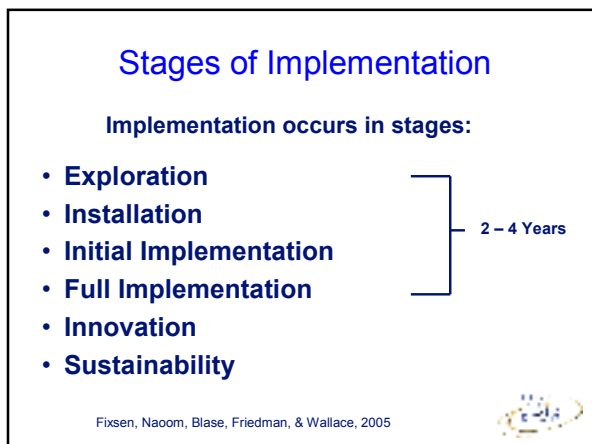 Stages of Implementation
Implementation occurs in stages:
• Exploration
• Installation
• Initial Implementation
• Full Implementation
2 – 4 Years
• Innovation
• Sustainability
Fixsen, Naoom, Blase, Friedman, & Wallace, 2005